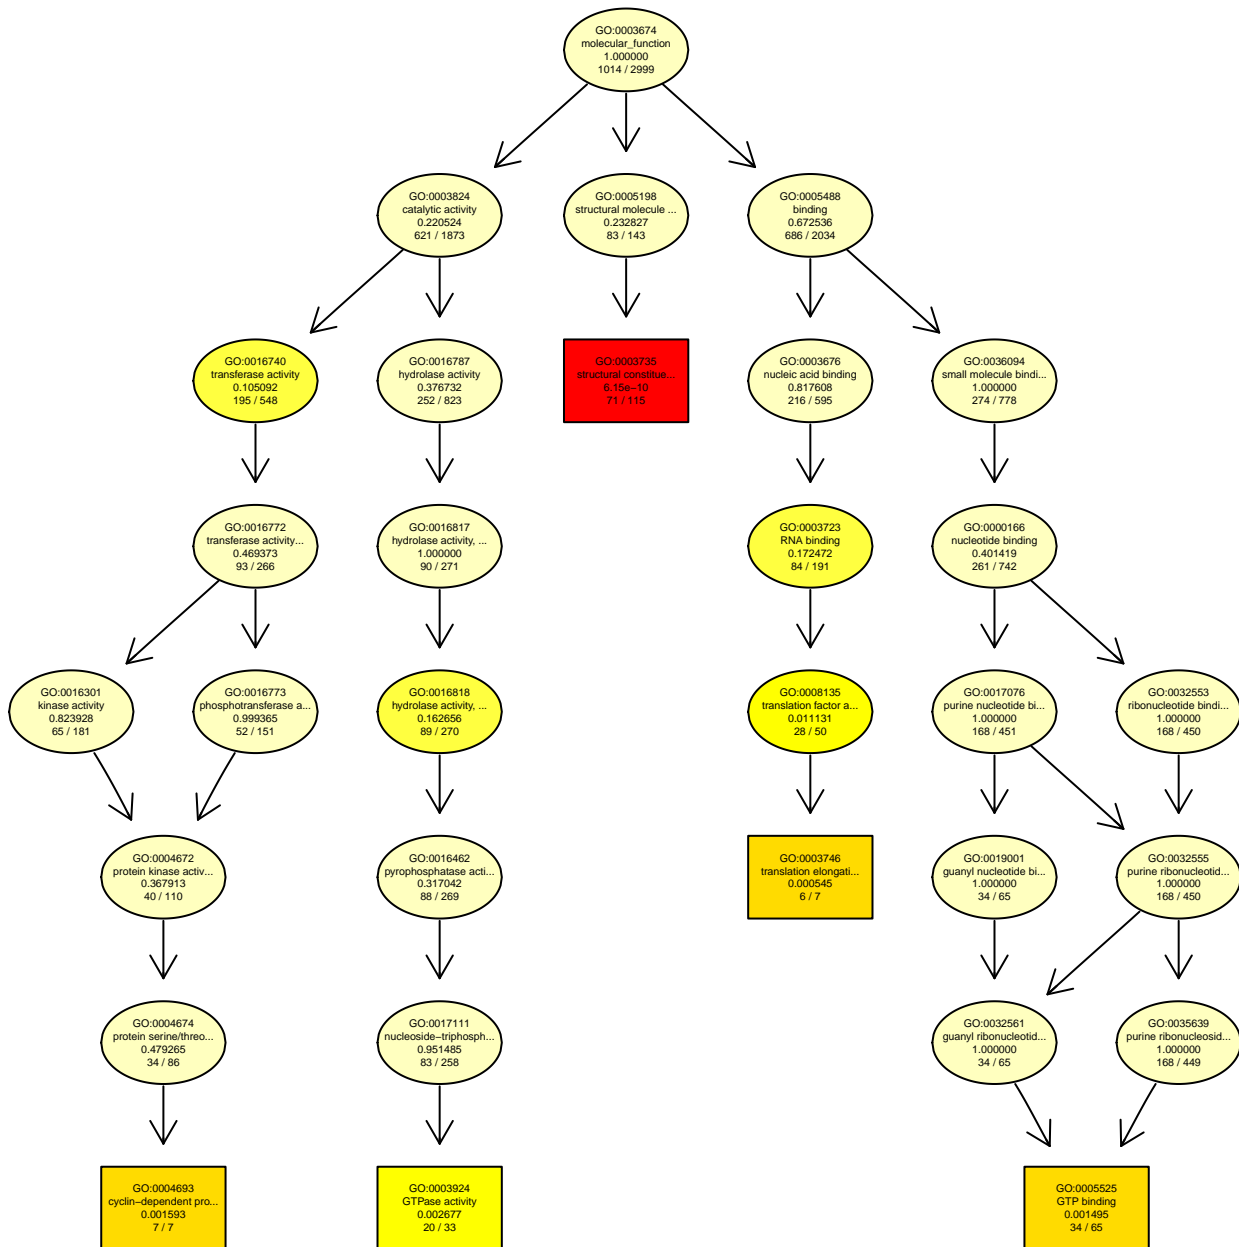 GO:0003674
molecular_function
1.000000
1014 / 2999
GO:0003824
catalytic activity
0.220524
621 / 1873
GO:0005198
structural molecule ...
0.232827
83 / 143
GO:0005488
binding
0.672536
686 / 2034
GO:0016740
transferase activity
0.105092
195 / 548
GO:0016787
hydrolase activity
0.376732
252 / 823
GO:0003735
structural constitue...
6.15e−10
71 / 115
GO:0003676
nucleic acid binding
0.817608
216 / 595
GO:0036094
small molecule bindi...
1.000000
274 / 778
GO:0016772
transferase activity...
0.469373
93 / 266
GO:0016817
hydrolase activity, ...
1.000000
90 / 271
GO:0003723
RNA binding
0.172472
84 / 191
GO:0000166
nucleotide binding
0.401419
261 / 742
GO:0016301
kinase activity
0.823928
65 / 181
GO:0016773
phosphotransferase a...
0.999365
52 / 151
GO:0016818
hydrolase activity, ...
0.162656
89 / 270
GO:0008135
translation factor a...
0.011131
28 / 50
GO:0017076
purine nucleotide bi...
1.000000
168 / 451
GO:0032553
ribonucleotide bindi...
1.000000
168 / 450
GO:0004672
protein kinase activ...
0.367913
40 / 110
GO:0016462
pyrophosphatase acti...
0.317042
88 / 269
GO:0003746
translation elongati...
0.000545
6 / 7
GO:0019001
guanyl nucleotide bi...
1.000000
34 / 65
GO:0032555
purine ribonucleotid...
1.000000
168 / 450
GO:0004674
protein serine/threo...
0.479265
34 / 86
GO:0017111
nucleoside−triphosph...
0.951485
83 / 258
GO:0032561
guanyl ribonucleotid...
1.000000
34 / 65
GO:0035639
purine ribonucleosid...
1.000000
168 / 449
GO:0004693
cyclin−dependent pro...
0.001593
7 / 7
GO:0003924
GTPase activity
0.002677
20 / 33
GO:0005525
GTP binding
0.001495
34 / 65